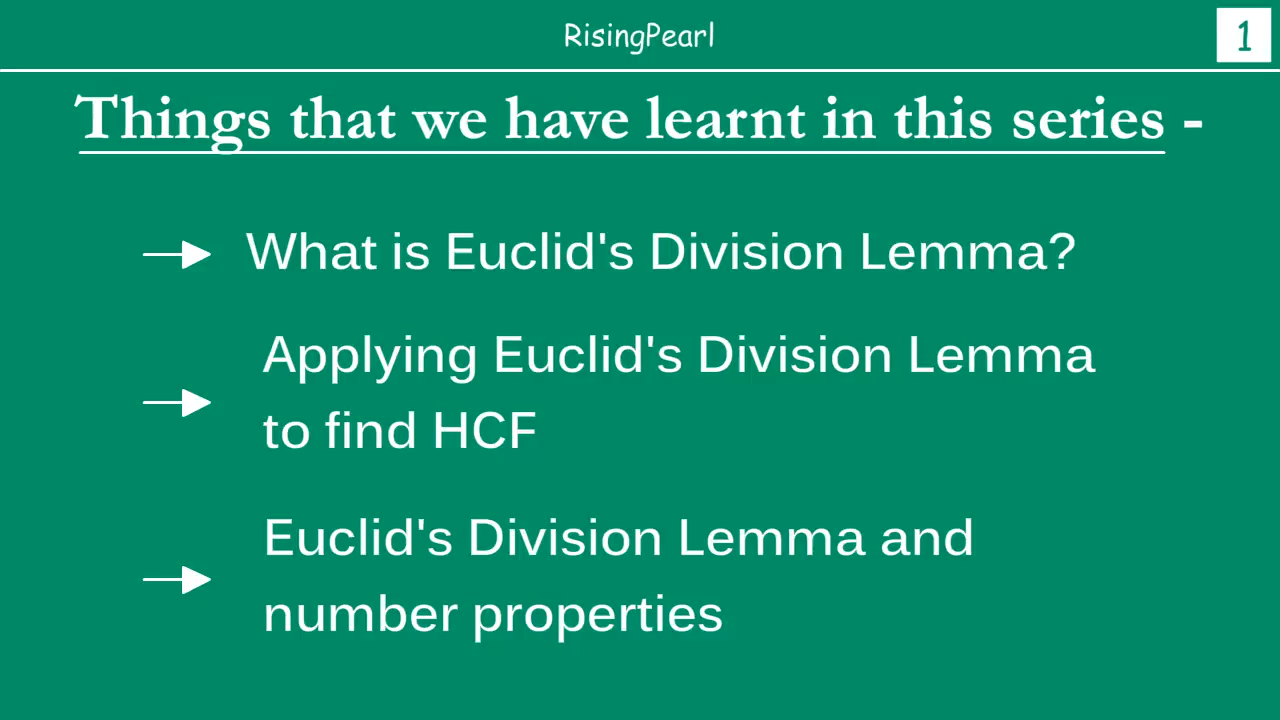 RisingPearl
1
Things that we have learnt in this series -
What is Euclid's Division Lemma?
Applying Euclid's Division Lemma
to find HCF
Euclid's Division Lemma and
number properties